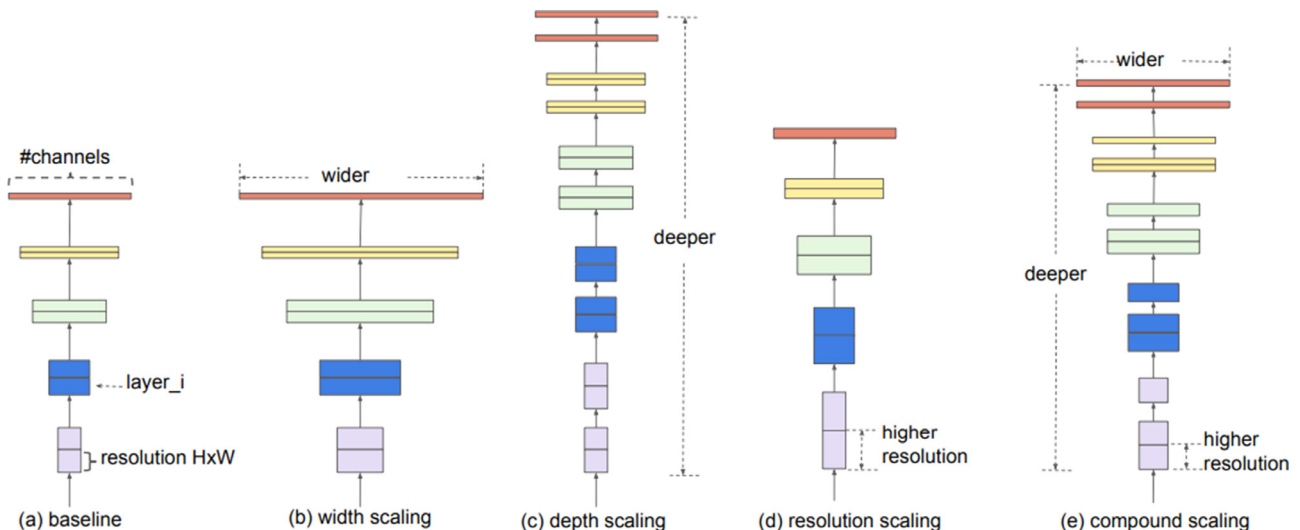 #channels
layer_i
resolution HxW
(a) baseline
wider
(b) width scaling
deeper
(c) depth scaling
higher
resolution
(d) resolution scaling
wider
deeper
higher
resolution
(e) compound scaling